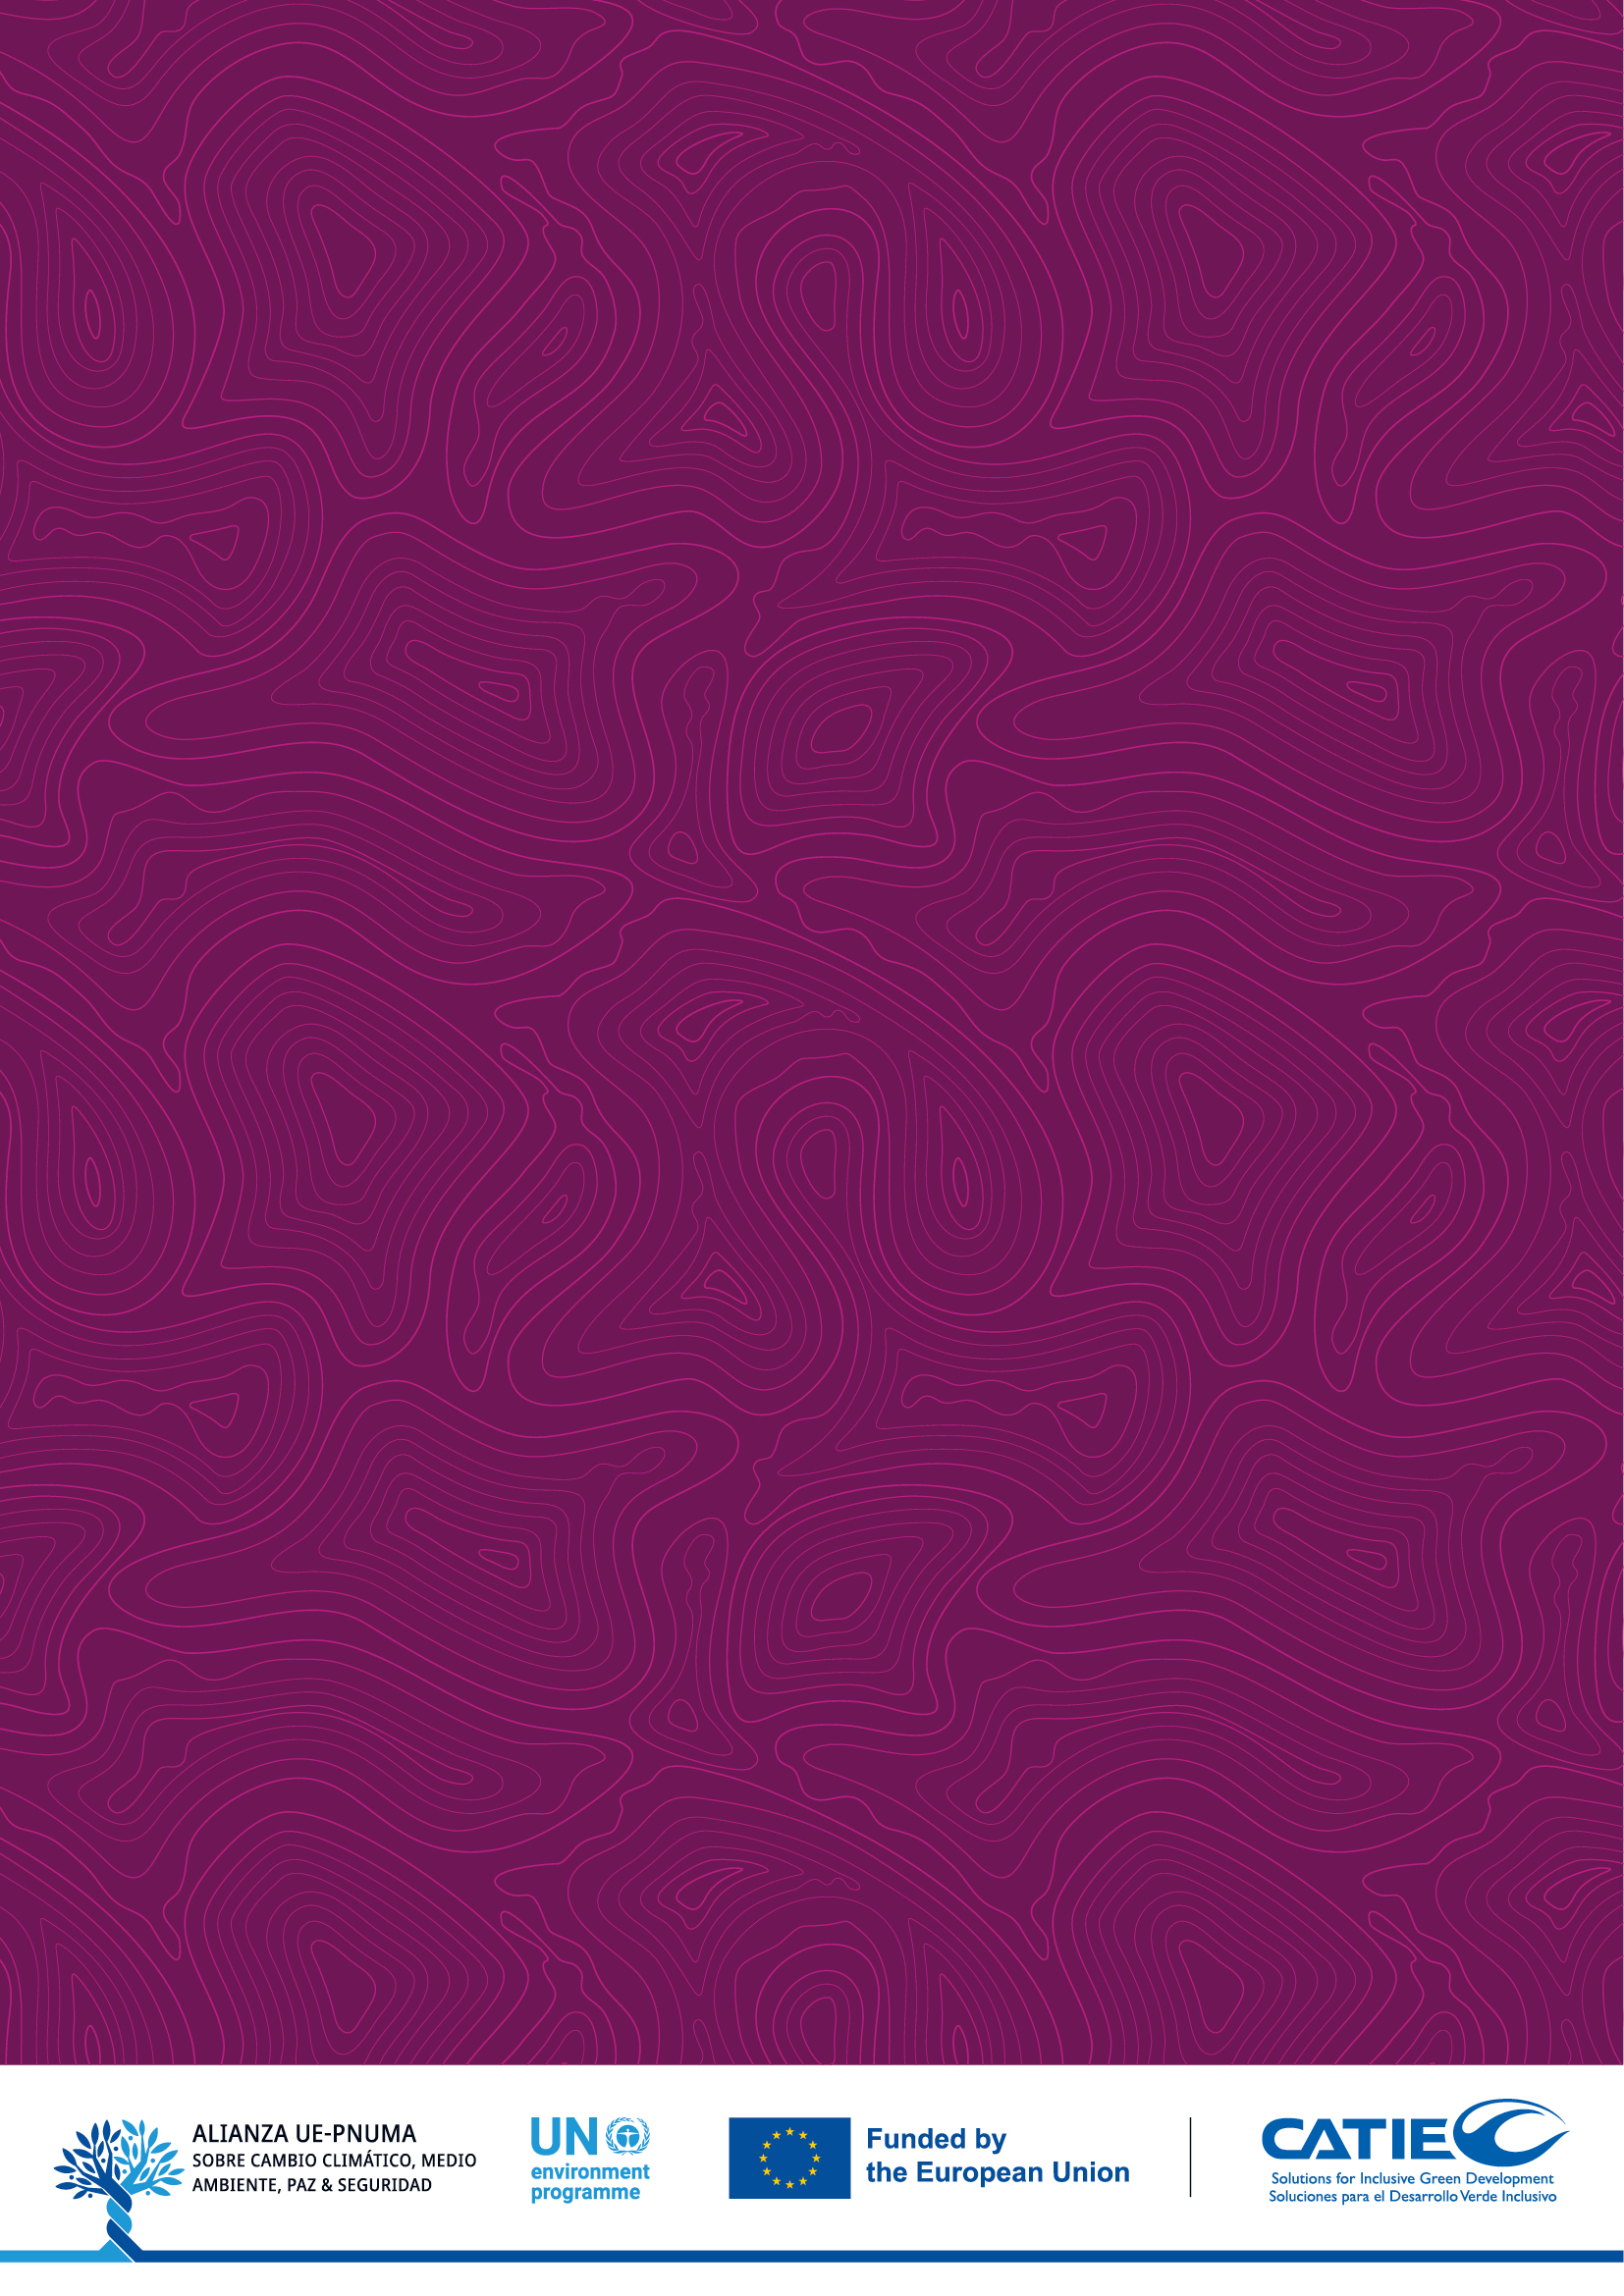 ALIANZA UE-PNUMA
SOBRE CAMBIO CLIMÁTICO, MEDIO
AMBIENTE, PAZ & SEGURIDAD
UN
environment
programme
Funded by
the European Union
CATIE
Solutions for Inclusive Green Development
Soluciones para el Desarrollo Verde Inclusivo